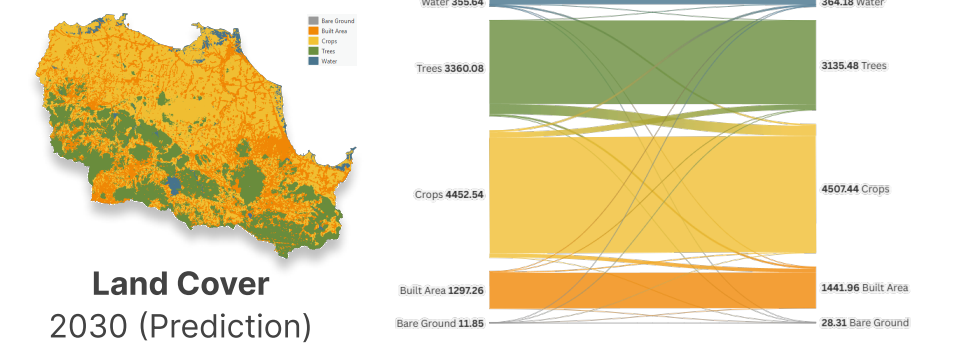 Bare Ground
Built Area
Crops
Trees
Water
Land Cover
2030 (Prediction)
Water 355.64
Trees 3360.08
Crops 4452.54
Built Area 1297.26
Bare Ground 11.85
364.18 Water
3135.48 Trees
4507.44 Crops
1441.96 Built Area
28.31 Bare Ground